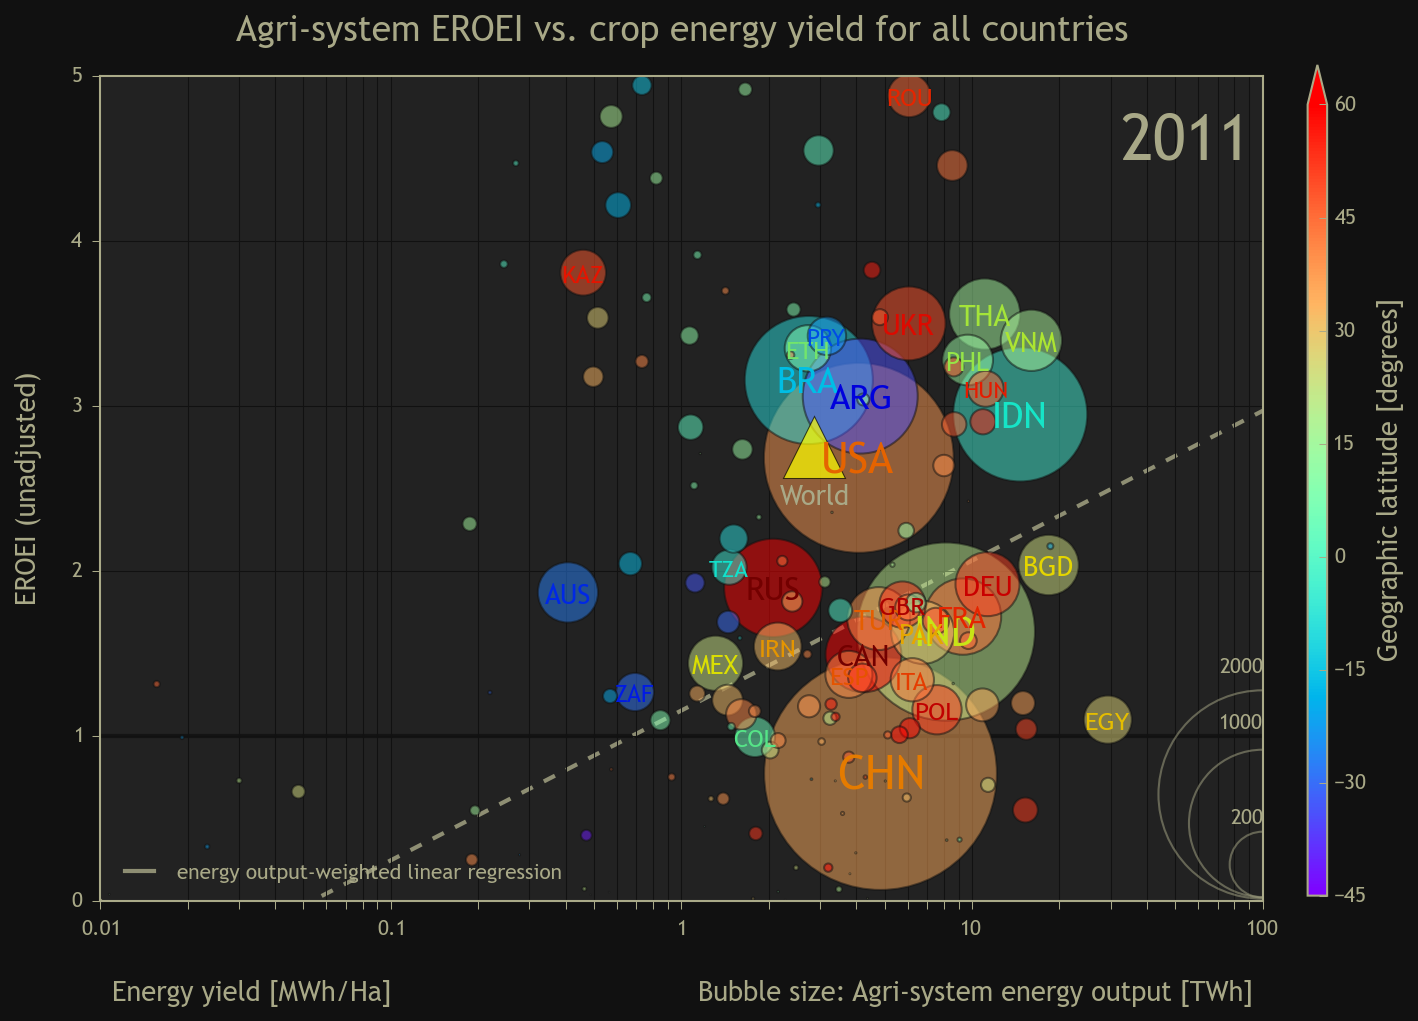 Agri-system EROEI vs. crop energy yield for all countries
2011
EROEI (unadjusted)
5
4
3
2
1
0
ROU
KAZ
UKR
THA
VNM
PRY
ETH
PHL
BRA
ARG
HUN
IDN
USA
World
TZA
RUS
BGD
AUS
DEU
GBR
TUR
FRA
PAK
IND
IRN
CAN
MEX
ESP
ITA
ZAF
POL
EGY
COL
CHN
2000
1000
200
energy output-weighted linear regression
0.01
0.1
1
10
100
Energy yield [MWh/Ha]
Bubble size: Agri-system energy output [TWh]
60
45
30
15
0
−15
−30
−45
Geographic latitude [degrees]